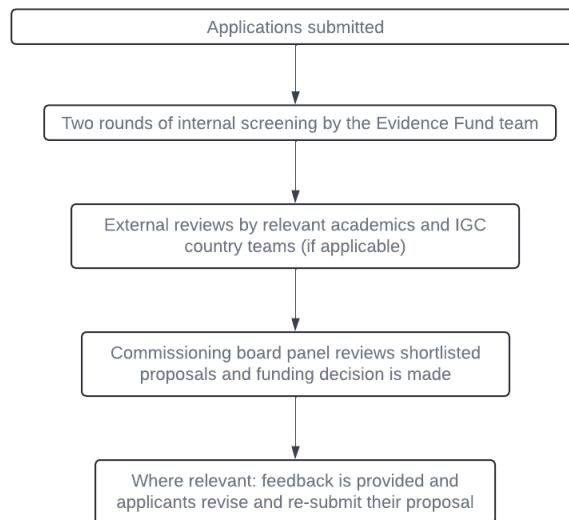 Applications submitted
Two rounds of internal screening by the Evidence Fund team
External reviews by relevant academics and IGC
country teams (if applicable)
Commissioning board panel reviews shortlisted
proposals and funding decision is made
Where relevant: feedback is provided and
applicants revise and re-submit their proposal